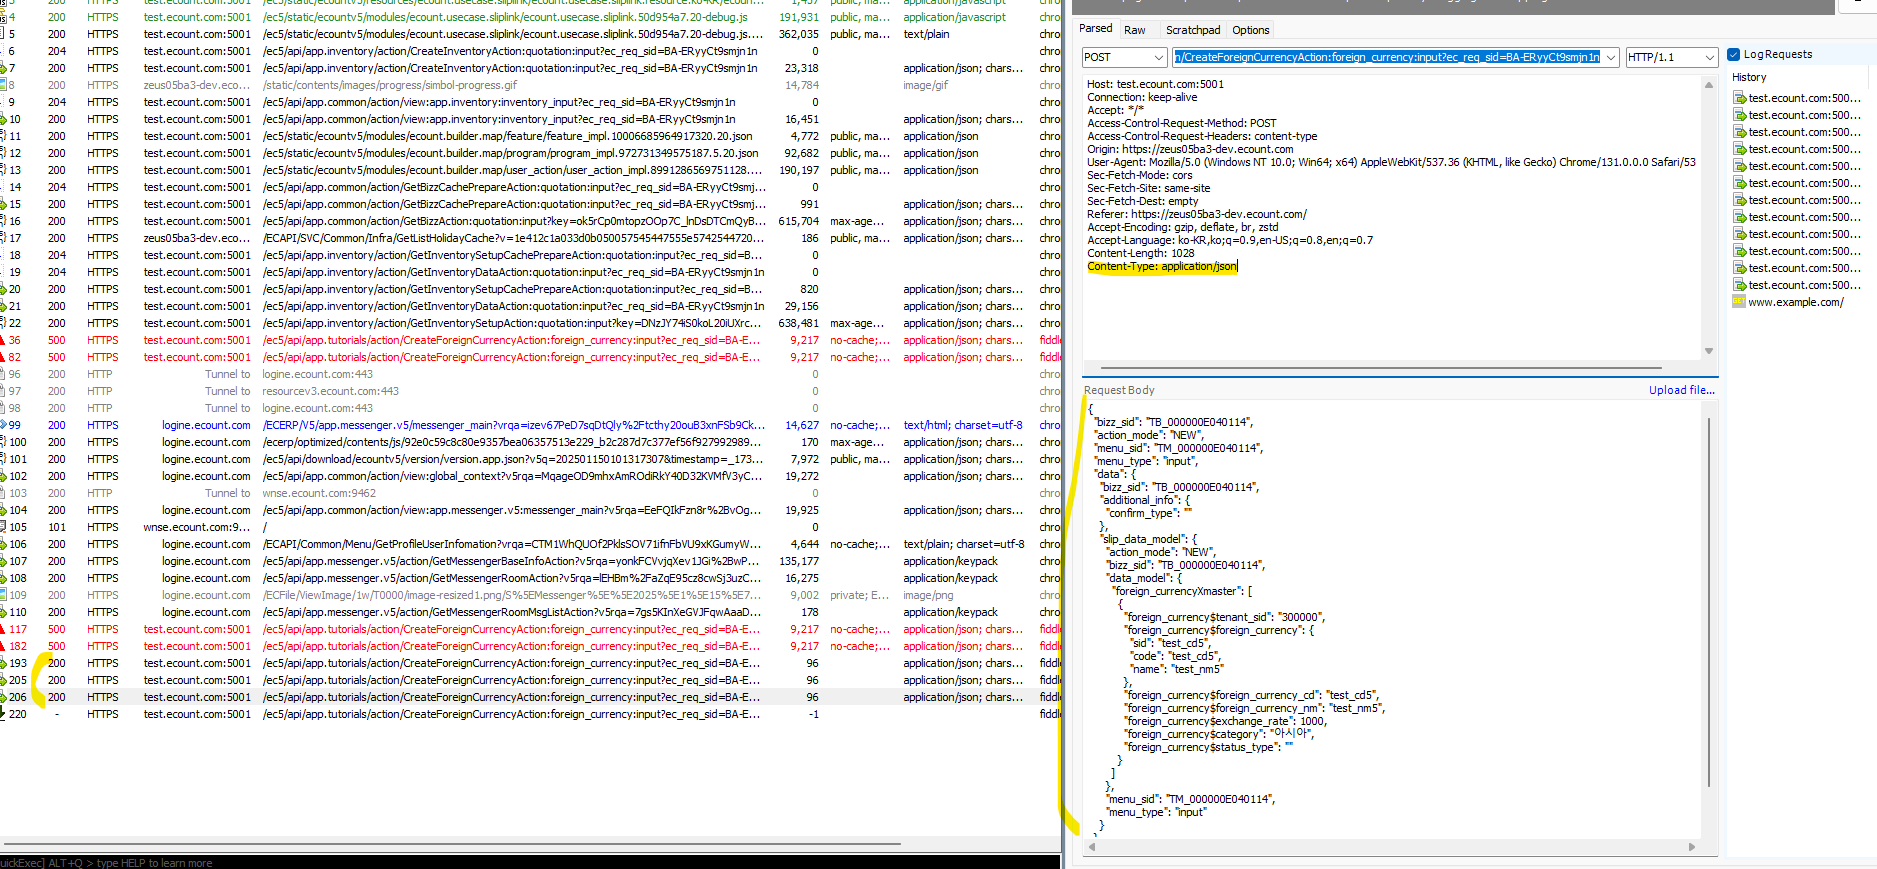 4 200 HTTPS test.ecount.com:5001 /ec5/static/ecountv5/modules/ecount.usecase.sliplink/ecount.usecase.sliplink.50d954a7.20-debug.js 191,931 public, ma... application/javascript chro
5 200 HTTPS test.ecount.com:5001 /ec5/static/ecountv5/modules/ecount.usecase.sliplink/ecount.usecase.sliplink.50d954a7.20-debug.js.... 362,035 public, ma... text/plain chro
6 204 HTTPS test.ecount.com:5001 /ec5/api/app.inventory/action/CreateInventoryAction:quotation:input?ec_req_sid=BA-ERyyCt9smjn1n 0 chro
7 200 HTTPS test.ecount.com:5001 /ec5/api/app.inventory/action/CreateInventoryAction:quotation:input?ec_req_sid=BA-ERyyCt9smjn1n 23,318 application/json; chars... chro
8 200 HTTPS zeus05ba3-dev.eco... /static/contents/images/progress/simbol-progress.gif 14,784 image/gif chro
9 204 HTTPS test.ecount.com:5001 /ec5/api/app.common/action/view:app.inventory:inventory_input?ec_req_sid=BA-ERyyCt9smjn1n 0 chro
10 200 HTTPS test.ecount.com:5001 /ec5/api/app.common/action/view:app.inventory:inventory_input?ec_req_sid=BA-ERyyCt9smjn1n 16,451 application/json; chars... chro
11 200 HTTPS test.ecount.com:5001 /ec5/static/ecountv5/modules/ecount.builder.map/feature/feature_impl.10006685964917320.20.json 4,772 public, ma... application/json chro
12 200 HTTPS test.ecount.com:5001 /ec5/static/ecountv5/modules/ecount.builder.map/program/program_impl.972731349575187.5.20.json 92,682 public, ma... application/json chro
13 200 HTTPS test.ecount.com:5001 /ec5/static/ecountv5/modules/ecount.builder.map/user_action/user_action_impl.8991286569751128.... 190,197 public, ma... application/json chro
14 204 HTTPS test.ecount.com:5001 /ec5/api/app.common/action/GetBizzCachePrepareAction:quotation:input?ec_req_sid=BA-ERyyCt9smj... 0 chro
15 200 HTTPS test.ecount.com:5001 /ec5/api/app.common/action/GetBizzCachePrepareAction:quotation:input?ec_req_sid=BA-ERyyCt9smj... 991 application/json; chars... chro
16 200 HTTPS test.ecount.com:5001 /ec5/api/app.common/action/GetBizzAction:quotation:input?key=ok5rCp0mtopzOOp7C_lnDsDTCmQyB... 615,704 max-age... application/json; chars... chro
17 200 HTTPS zeus05ba3-dev.eco... /ECAPI/SVC/Common/Infra/GetListHolidayCache?v=1e412c1a033d0b050057545447555e5742544720... 186 public, ma... application/json; chars... chro
18 204 HTTPS test.ecount.com:5001 /ec5/api/app.inventory/action/GetInventorySetupCachePrepareAction:quotation:input?ec_req_sid=B... 0 chro
19 204 HTTPS test.ecount.com:5001 /ec5/api/app.inventory/action/GetInventoryDataAction:quotation:input?ec_req_sid=BA-ERyyCt9smjn1n 0 chro
20 200 HTTPS test.ecount.com:5001 /ec5/api/app.inventory/action/GetInventorySetupCachePrepareAction:quotation:input?ec_req_sid=B... 820 application/json; chars... chro
21 200 HTTPS test.ecount.com:5001 /ec5/api/app.inventory/action/GetInventoryDataAction:quotation:input?ec_req_sid=BA-ERyyCt9smjn1n 29,156 application/json; chars... chro
22 200 HTTPS test.ecount.com:5001 /ec5/api/app.inventory/action/GetInventorySetupAction:quotation:input?key=DNzJY74iS0koL20iUXrc... 638,481 max-age... application/json; chars... chro
36 500 HTTPS test.ecount.com:5001 /ec5/api/app.tutorials/action/CreateForeignCurrencyAction:foreign_currency:input?ec_req_sid=BA-E... 9,217 no-cache;... application/json; chars... fiddle
82 500 HTTPS test.ecount.com:5001 /ec5/api/app.tutorials/action/CreateForeignCurrencyAction:foreign_currency:input?ec_req_sid=BA-E... 9,217 no-cache;... application/json; chars... fiddle
96 200 HTTP Tunnel to logine.ecount.com:443 0 chro
97 200 HTTP Tunnel to resourcev3.ecount.com:443 0 chro
98 200 HTTP Tunnel to logine.ecount.com:443 0 chro
99 200 HTTPS logine.ecount.com /ECERP/V5/app.messenger.v5/messenger_main?vrqa=izev67PeD7sqDtQly%2Ftcthy20ouB3xnFSb9Ck... 14,627 no-cache;... text/html; charset=utf-8 chro
100 200 HTTPS logine.ecount.com /ecerp/optimized/contents/js/92e0c59c8c80e9357bea06357513e229_b2c287d7c377ef56f927992989... 170 max-age... application/json; chars... chro
101 200 HTTPS logine.ecount.com /ec5/api/download/ecountv5/version/version.app.json?v5q=202501150101317307&timestamp=_173... 7,972 public, ma... application/json; chars... chro
102 200 HTTPS logine.ecount.com /ec5/api/app.common/action/view:global_context?v5rqa=MqageOD9mhxAmROdiRkY40D32KVMfV3yC... 19,272 application/json; chars... chro
103 200 HTTP Tunnel to wnse.ecount.com:9462 0 chro
104 200 HTTPS logine.ecount.com /ec5/api/app.common/action/view:app.messenger.v5:messenger_main?v5rqa=EeFQIkFzn8r%2BvOg... 19,925 application/json; chars... chro
105 101 HTTPS wnse.ecount.com:9... / 0 chro
106 200 HTTPS logine.ecount.com /ECAPI/Common/Menu/GetProfileUserInfomation?vrqa=CTM1WhQUOf2PklsSOV71ifnFbVU9xKGumyW... 4,644 no-cache;... text/plain; charset=utf-8 chro
107 200 HTTPS logine.ecount.com /ec5/api/app.messenger.v5/action/GetMessengerBaseInfoAction?v5rqa=yonkFCVvjqXev1JGi%2BwP... 135,177 application/keypack chro
108 200 HTTPS logine.ecount.com /ec5/api/app.messenger.v5/action/GetMessengerRoomAction?v5rqa=lEHBm%2FaZqE95cz8cwSj3uzC... 16,275 application/keypack chro
109 200 HTTPS logine.ecount.com /ECFile/ViewImage/1w/T0000/image-resized1.png/S%5EMessenger%5E%5E2025%5E1%5E15%5E7... 9,002 private; E... image/png chro
110 200 HTTPS logine.ecount.com /ec5/api/app.messenger.v5/action/GetMessengerRoomMsgListAction?v5rqa=7gs5KInXeGVJFqwAaaD... 178 application/keypack chro
117 500 HTTPS test.ecount.com:5001 /ec5/api/app.tutorials/action/CreateForeignCurrencyAction:foreign_currency:input?ec_req_sid=BA-E... 9,217 no-cache;... application/json; chars... fiddle
182 500 HTTPS test.ecount.com:5001 /ec5/api/app.tutorials/action/CreateForeignCurrencyAction:foreign_currency:input?ec_req_sid=BA-E... 9,217 no-cache;... application/json; chars... fiddle
193 200 HTTPS test.ecount.com:5001 /ec5/api/app.tutorials/action/CreateForeignCurrencyAction:foreign_currency:input?ec_req_sid=BA-E... 96 application/json; chars... fiddle
205 200 HTTPS test.ecount.com:5001 /ec5/api/app.tutorials/action/CreateForeignCurrencyAction:foreign_currency:input?ec_req_sid=BA-E... 96 application/json; chars... fiddle
206 200 HTTPS test.ecount.com:5001 /ec5/api/app.tutorials/action/CreateForeignCurrencyAction:foreign_currency:input?ec_req_sid=BA-E... 96 application/json; chars... fiddle
220 - HTTPS test.ecount.com:5001 /ec5/api/app.tutorials/action/CreateForeignCurrencyAction:foreign_currency:input?ec_req_sid=BA-E... -1 fiddle
uickExec] ALT+Q > type HELP to learn more
Parsed Raw Scratchpad Options
POST n/CreateForeignCurrencyAction:foreign_currency:input?ec_req_sid=BA-ERyyCt9smjn1n HTTP/1.1
Host: test.ecount.com:5001
Connection: keep-alive
Accept: */*
Access-Control-Request-Method: POST
Access-Control-Request-Headers: content-type
Origin: https://zeus05ba3-dev.ecount.com
User-Agent: Mozilla/5.0 (Windows NT 10.0; Win64; x64) AppleWebKit/537.36 (KHTML, like Gecko) Chrome/131.0.0.0 Safari/53
Sec-Fetch-Mode: cors
Sec-Fetch-Site: same-site
Sec-Fetch-Dest: empty
Referer: https://zeus05ba3-dev.ecount.com/
Accept-Encoding: gzip, deflate, br, zstd
Accept-Language: ko-KR,ko;q=0.9,en-US;q=0.8,en;q=0.7
Content-Length: 1028
Content-Type: application/json
Request Body Upload file...
{
"bizz_sid": "TB_000000E040114",
"action_mode": "NEW",
"menu_sid": "TM_000000E040114",
"menu_type": "input",
"data": {
"bizz_sid": "TB_000000E040114",
"additional_info": {
"confirm_type": ""
},
"slip_data_model": {
"action_mode": "NEW",
"bizz_sid": "TB_000000E040114",
"data_model": {
"foreign_currencyXmaster": [
{
"foreign_currency$tenant_sid": "300000",
"foreign_currency$foreign_currency": {
"sid": "test_cd5",
"code": "test_cd5",
"name": "test_nm5"
},
"foreign_currency$foreign_currency_cd": "test_cd5",
"foreign_currency$foreign_currency_nm": "test_nm5",
"foreign_currency$exchange_rate": 1000,
"foreign_currency$category": "아시아",
"foreign_currency$status_type": ""
}
]
},
"menu_sid": "TM_000000E040114",
"menu_type": "input"
}
Log Requests
History
test.ecount.com:500...
test.ecount.com:500...
test.ecount.com:500...
test.ecount.com:500...
test.ecount.com:500...
test.ecount.com:500...
test.ecount.com:500...
test.ecount.com:500...
test.ecount.com:500...
test.ecount.com:500...
test.ecount.com:500...
test.ecount.com:500...
www.example.com/